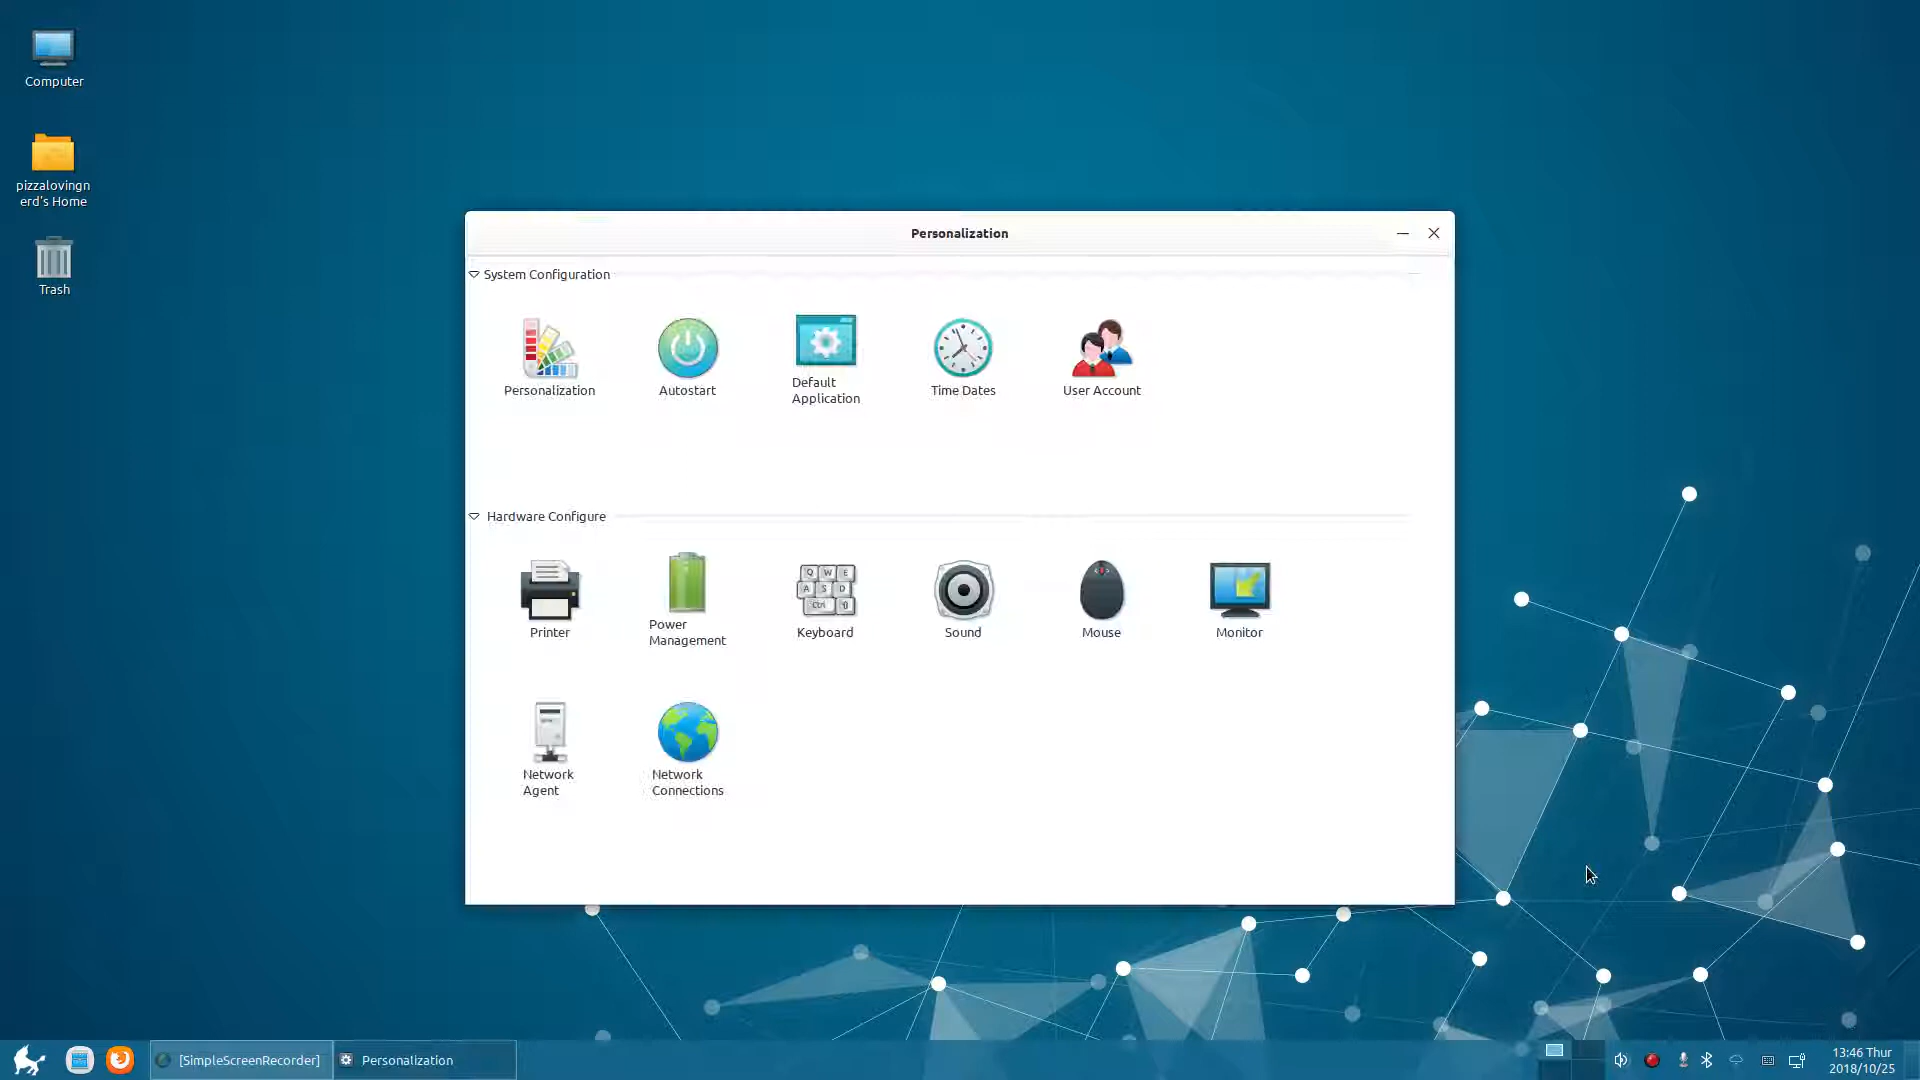 Computer
pizzalovingn
erd's Home
Trash
Personalization
System Configuration
Personalization
Autostart
Default
Application
Time Dates
User Account
Hardware Configure
Printer
Power
Management
Q W E
A S D
Ctrl
Keyboard
Sound
Mouse
Monitor
Network
Agent
Network
Connections
[SimpleScreenRecorder]
Personalization
13:46 Thur
2018/10/25